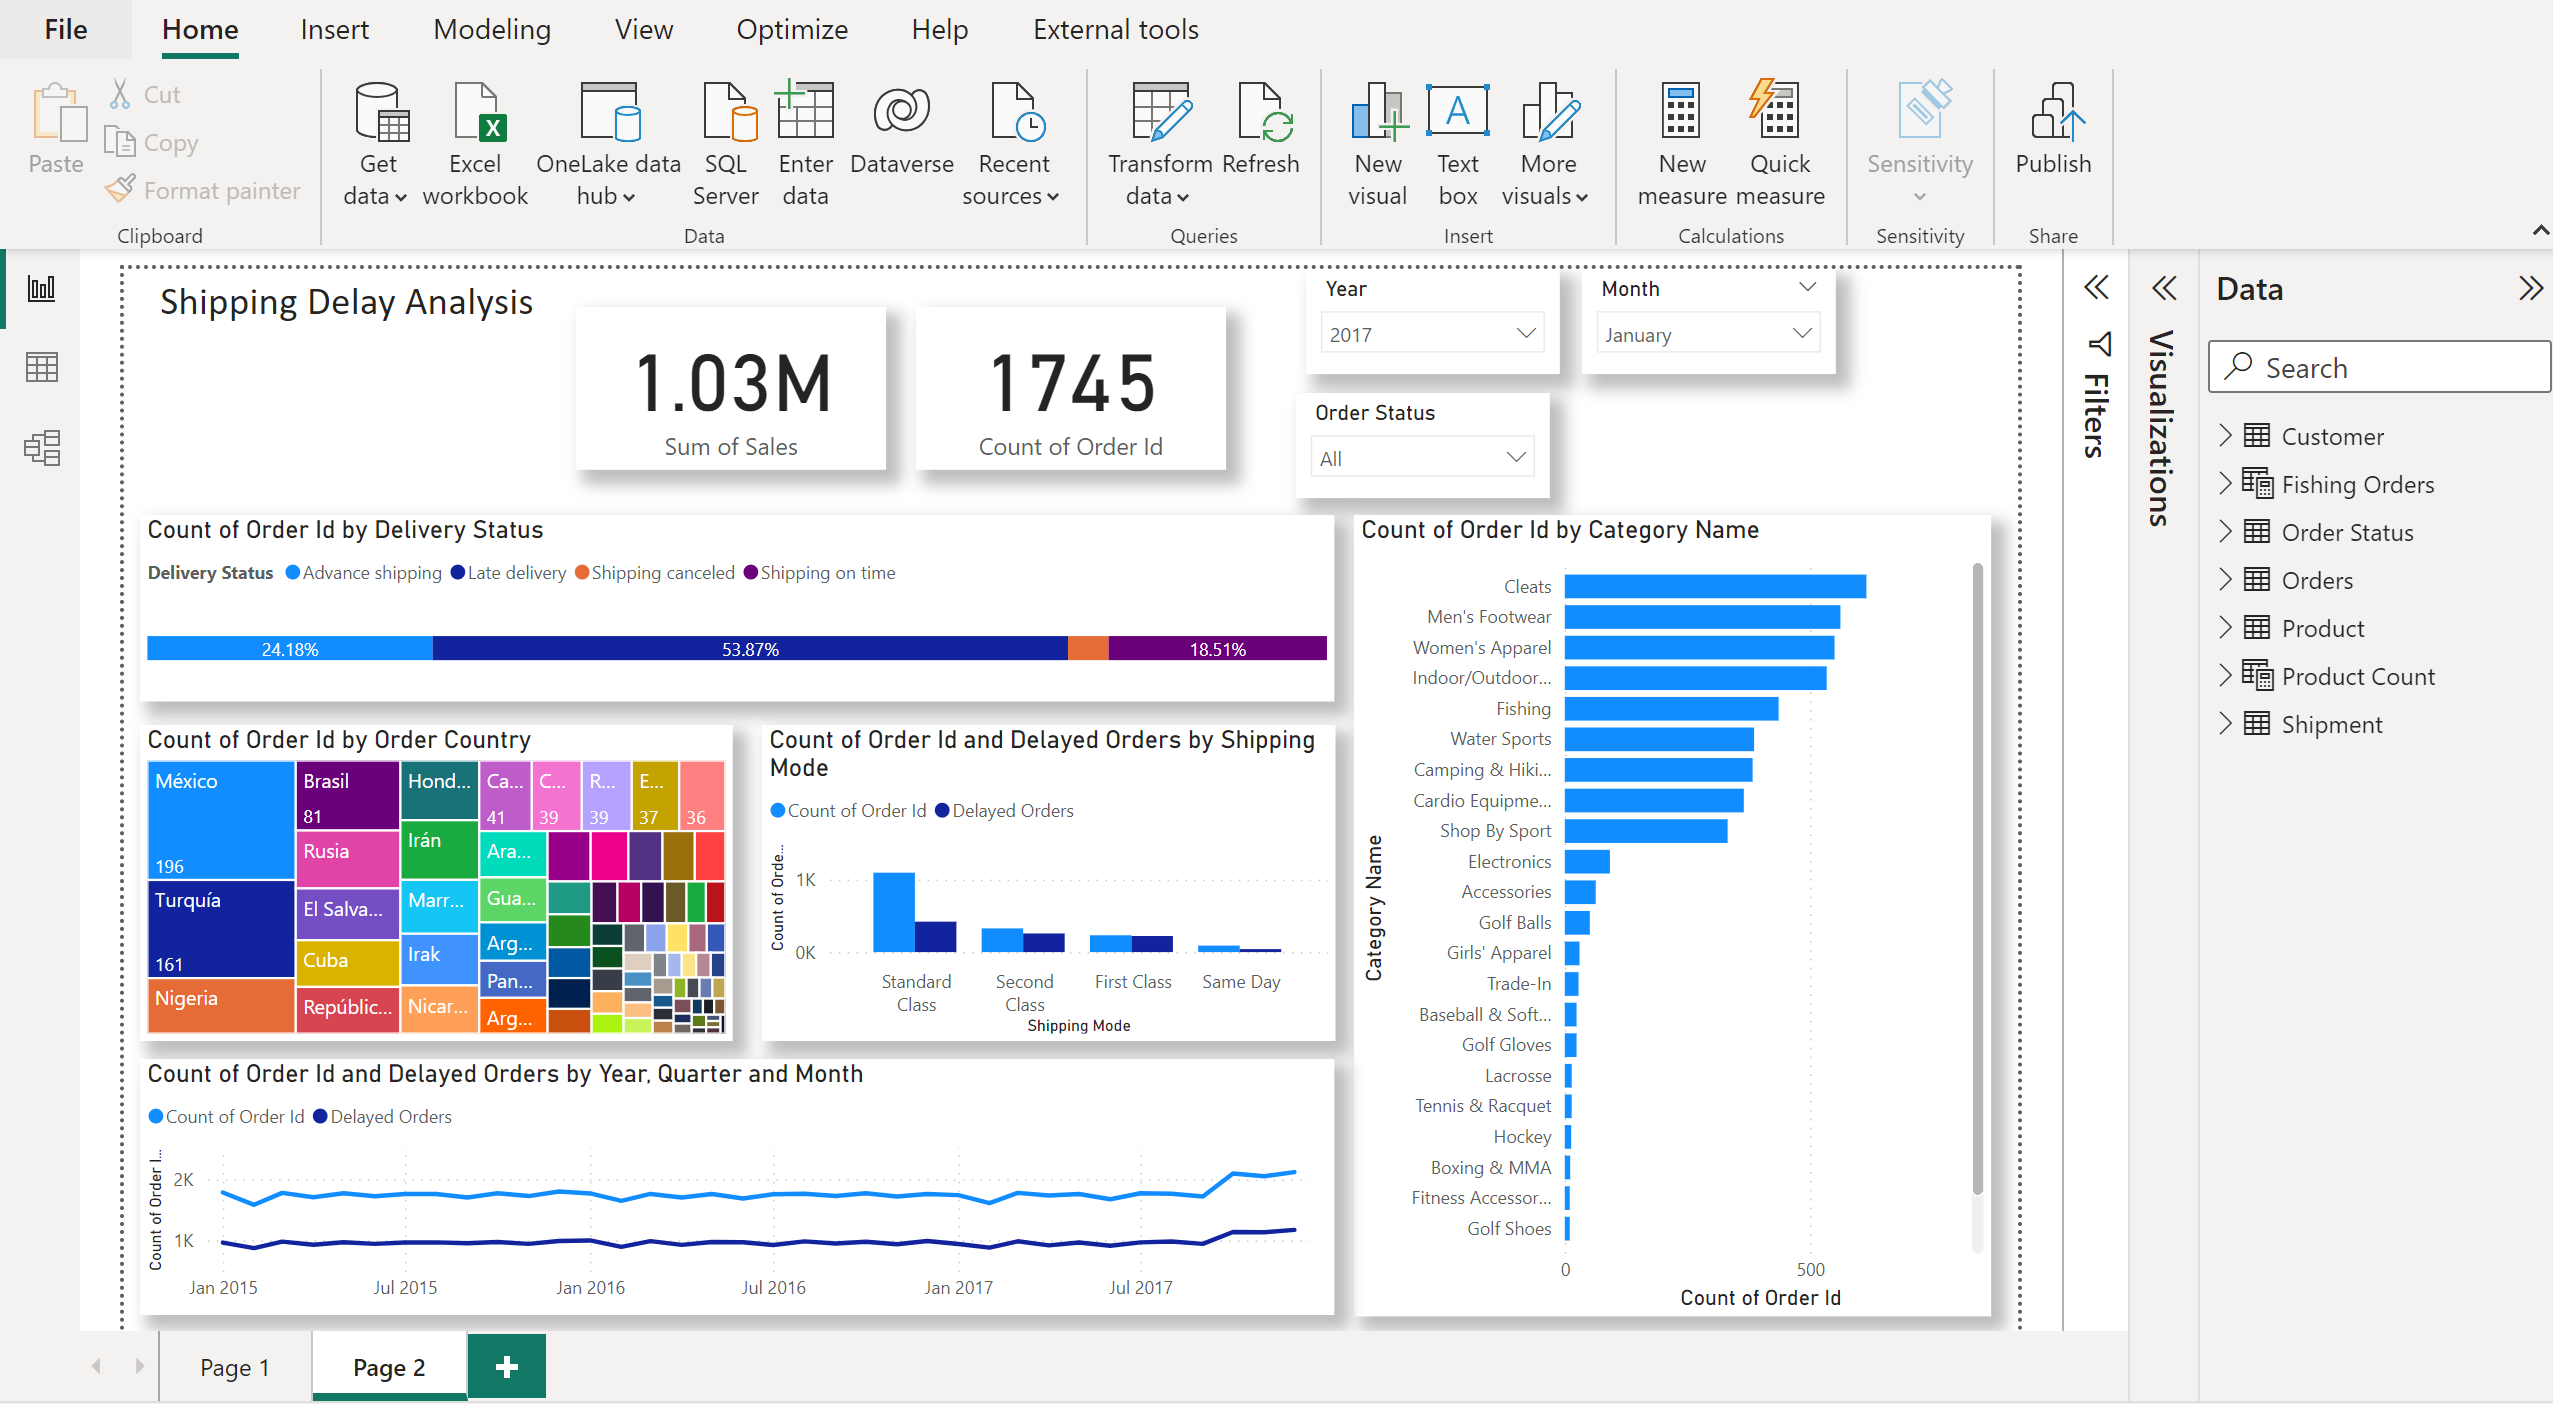 File Home Insert Modeling View Optimize Help External tools
Paste
Cut
Copy
Format painter
Clipboard
Get data
Excel workbook
OneLake data hub
SQL Server
Enter data
Dataverse
Recent sources
Data
Transform data
Refresh
Queries
New visual
Text box
More visuals
Insert
New measure
Quick measure
Calculations
Sensitivity
Sensitivity
Publish
Share
Shipping Delay Analysis
1.03M
Sum of Sales
1745
Count of Order Id
Year
2017
Month
January
Order Status
All
Count of Order Id by Delivery Status
Delivery Status Advance shipping Late delivery Shipping canceled Shipping on time
24.18% 53.87% 18.51%
Count of Order Id by Order Country
México
196
Turquía
161
Nigeria
Brasil
81
Rusia
El Salva...
Cuba
Repúblic...
Hond...
Irán
Marr...
Irak
Nicar...
Ca...
41
C...
39
R...
39
E...
37
36
Ara...
Gua...
Arg...
Pan...
Arg...
Count of Order Id and Delayed Orders by Shipping
Mode
Count of Order Id Delayed Orders
Count of Orde...
1K
0K
Standard Class
Second Class
First Class
Same Day
Shipping Mode
Count of Order Id and Delayed Orders by Year, Quarter and Month
Count of Order Id Delayed Orders
Count of Order I...
2K
1K
Jan 2015 Jul 2015 Jan 2016 Jul 2016 Jan 2017 Jul 2017
Count of Order Id by Category Name
Category Name
Cleats
Men's Footwear
Women's Apparel
Indoor/Outdoor...
Fishing
Water Sports
Camping & Hiki...
Cardio Equipme...
Shop By Sport
Electronics
Accessories
Golf Balls
Girls' Apparel
Trade-In
Baseball & Soft...
Golf Gloves
Lacrosse
Tennis & Racquet
Hockey
Boxing & MMA
Fitness Accessor...
Golf Shoes
0 500
Count of Order Id
Filters
Visualizations
Data
Search
Customer
Fishing Orders
Order Status
Orders
Product
Product Count
Shipment
Page 1
Page 2